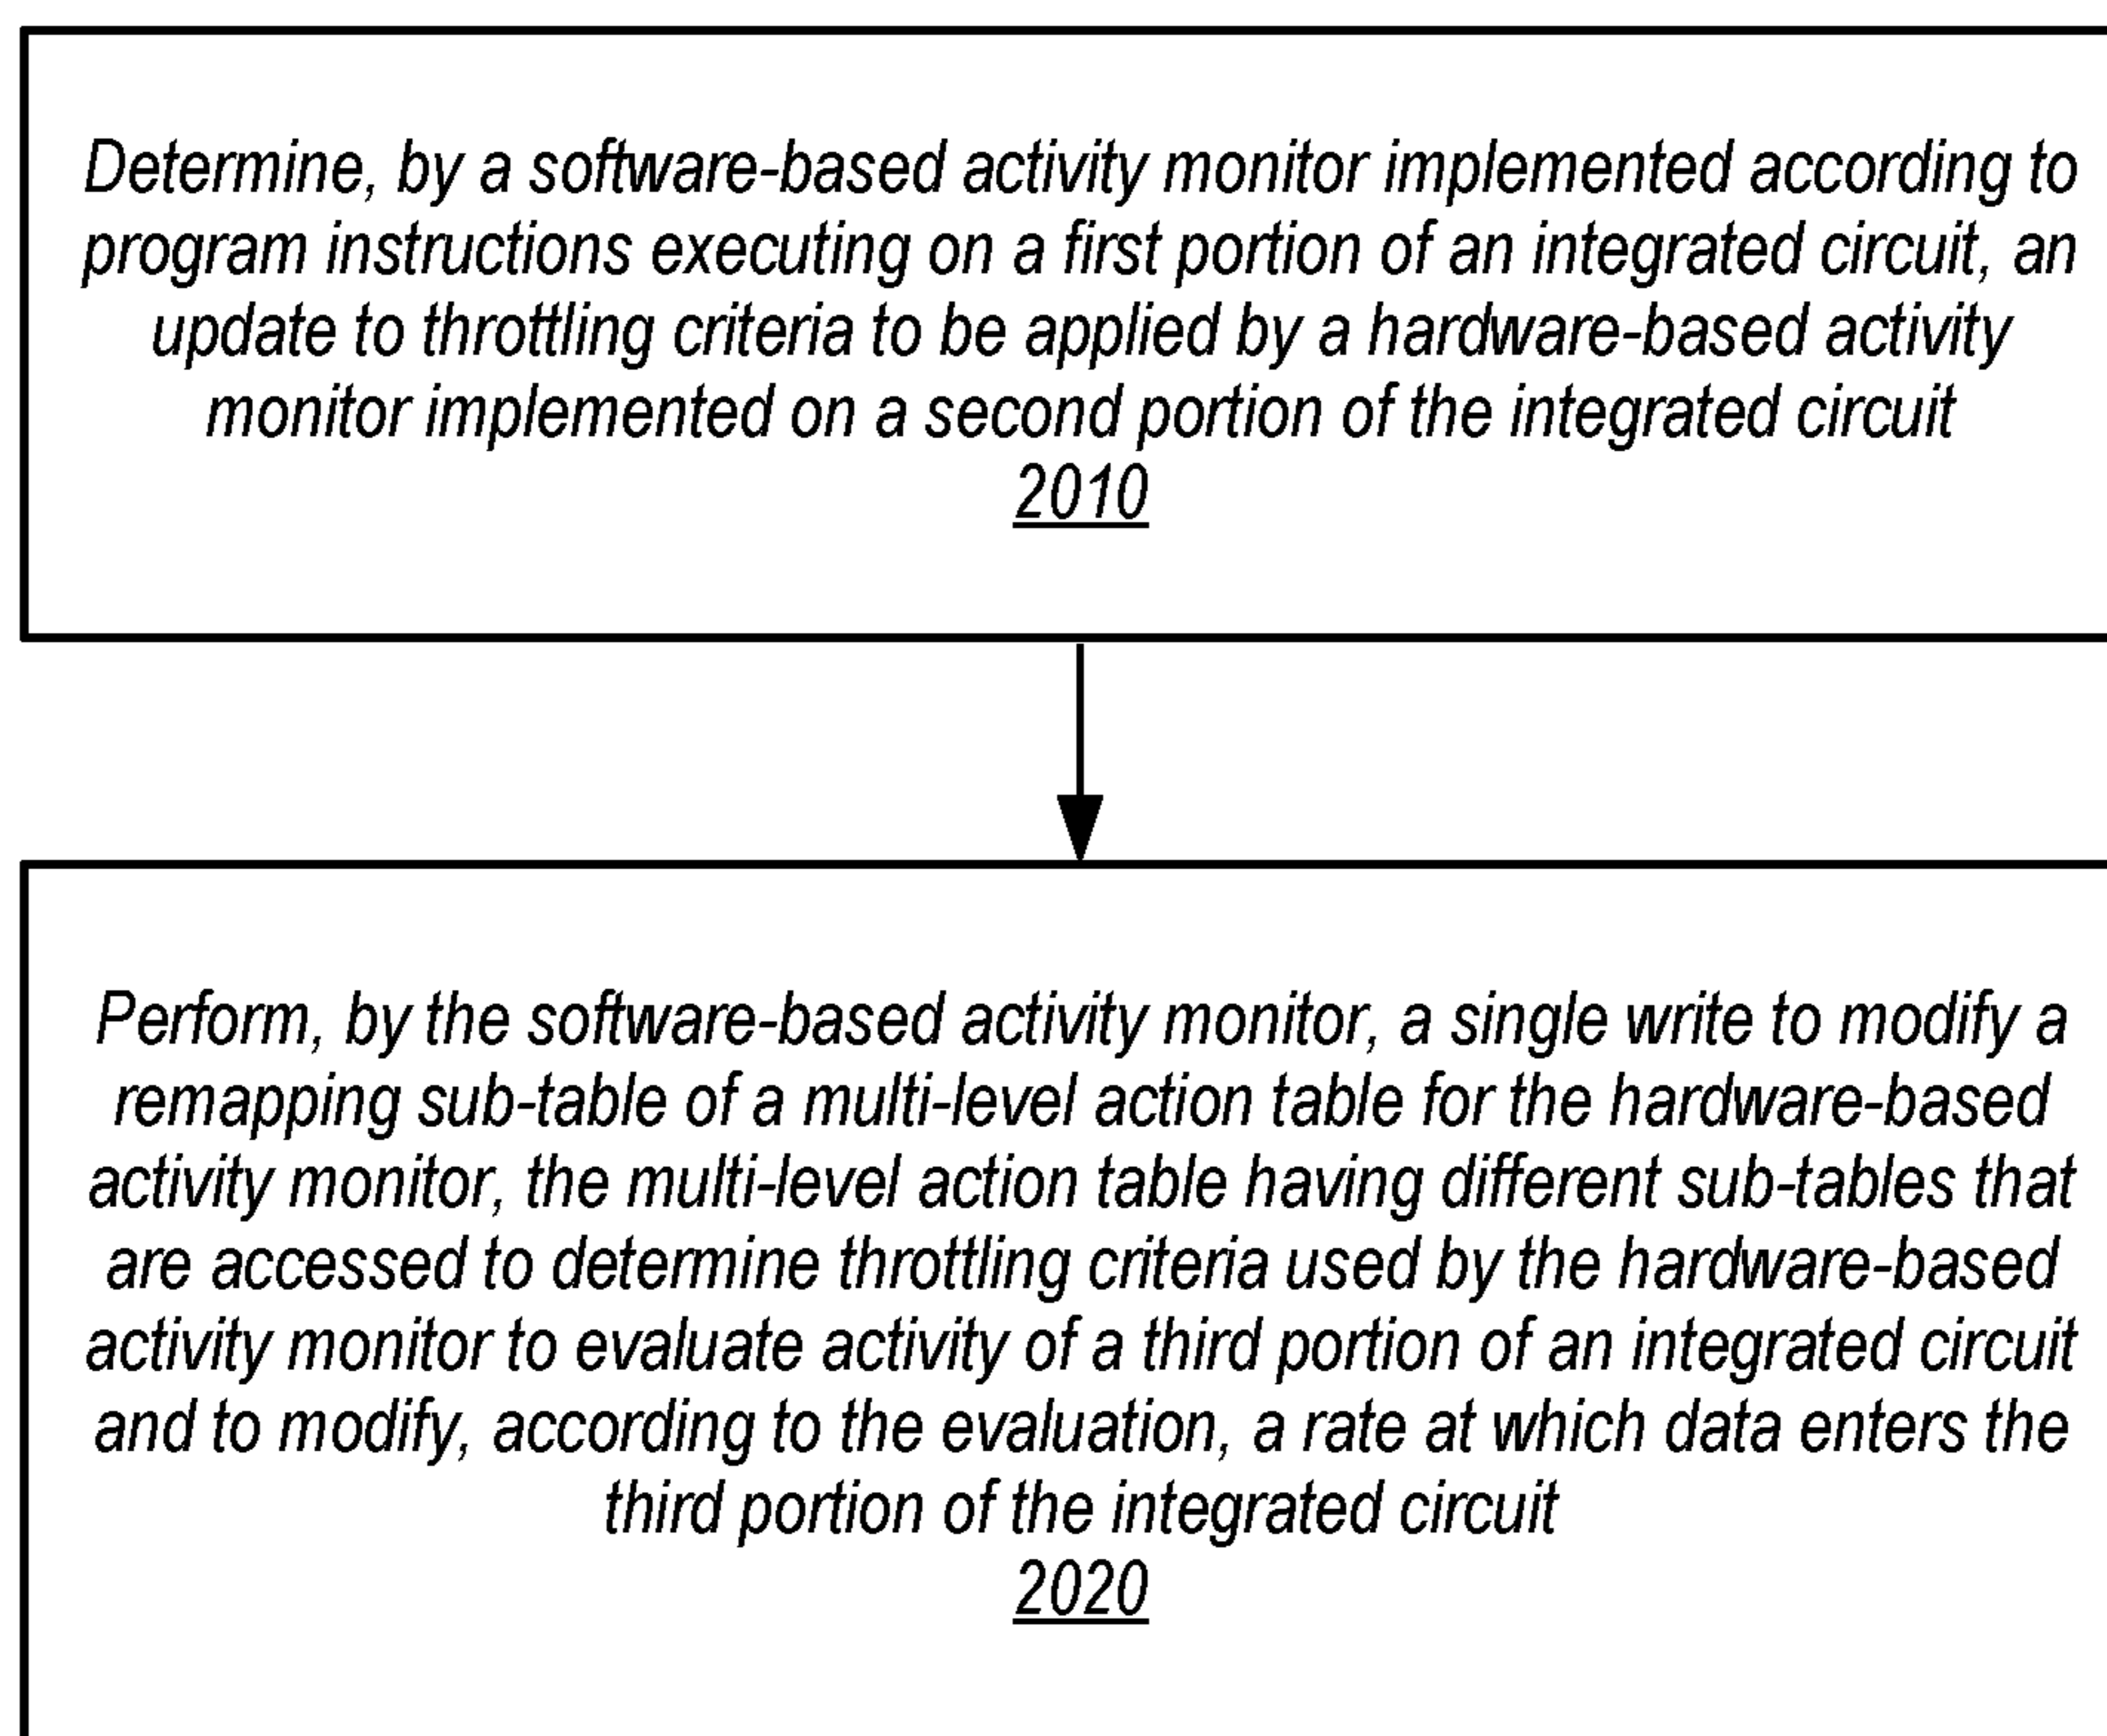 Determine, by a software-based activity monitor implemented according to
program instructions executing on a first portion of an integrated circuit, an
update to throttling criteria to be applied by a hardware-based activity
monitor implemented on a second portion of the integrated circuit
2010
Perform, by the software-based activity monitor, a single write to modify a
remapping sub-table of a multi-level action table for the hardware-based
activity monitor, the multi-level action table having different sub-tables that
are accessed to determine throttling criteria used by the hardware-based
activity monitor to evaluate activity of a third portion of an integrated circuit
and to modify, according to the evaluation, a rate at which data enters the
third portion of the integrated circuit
2020